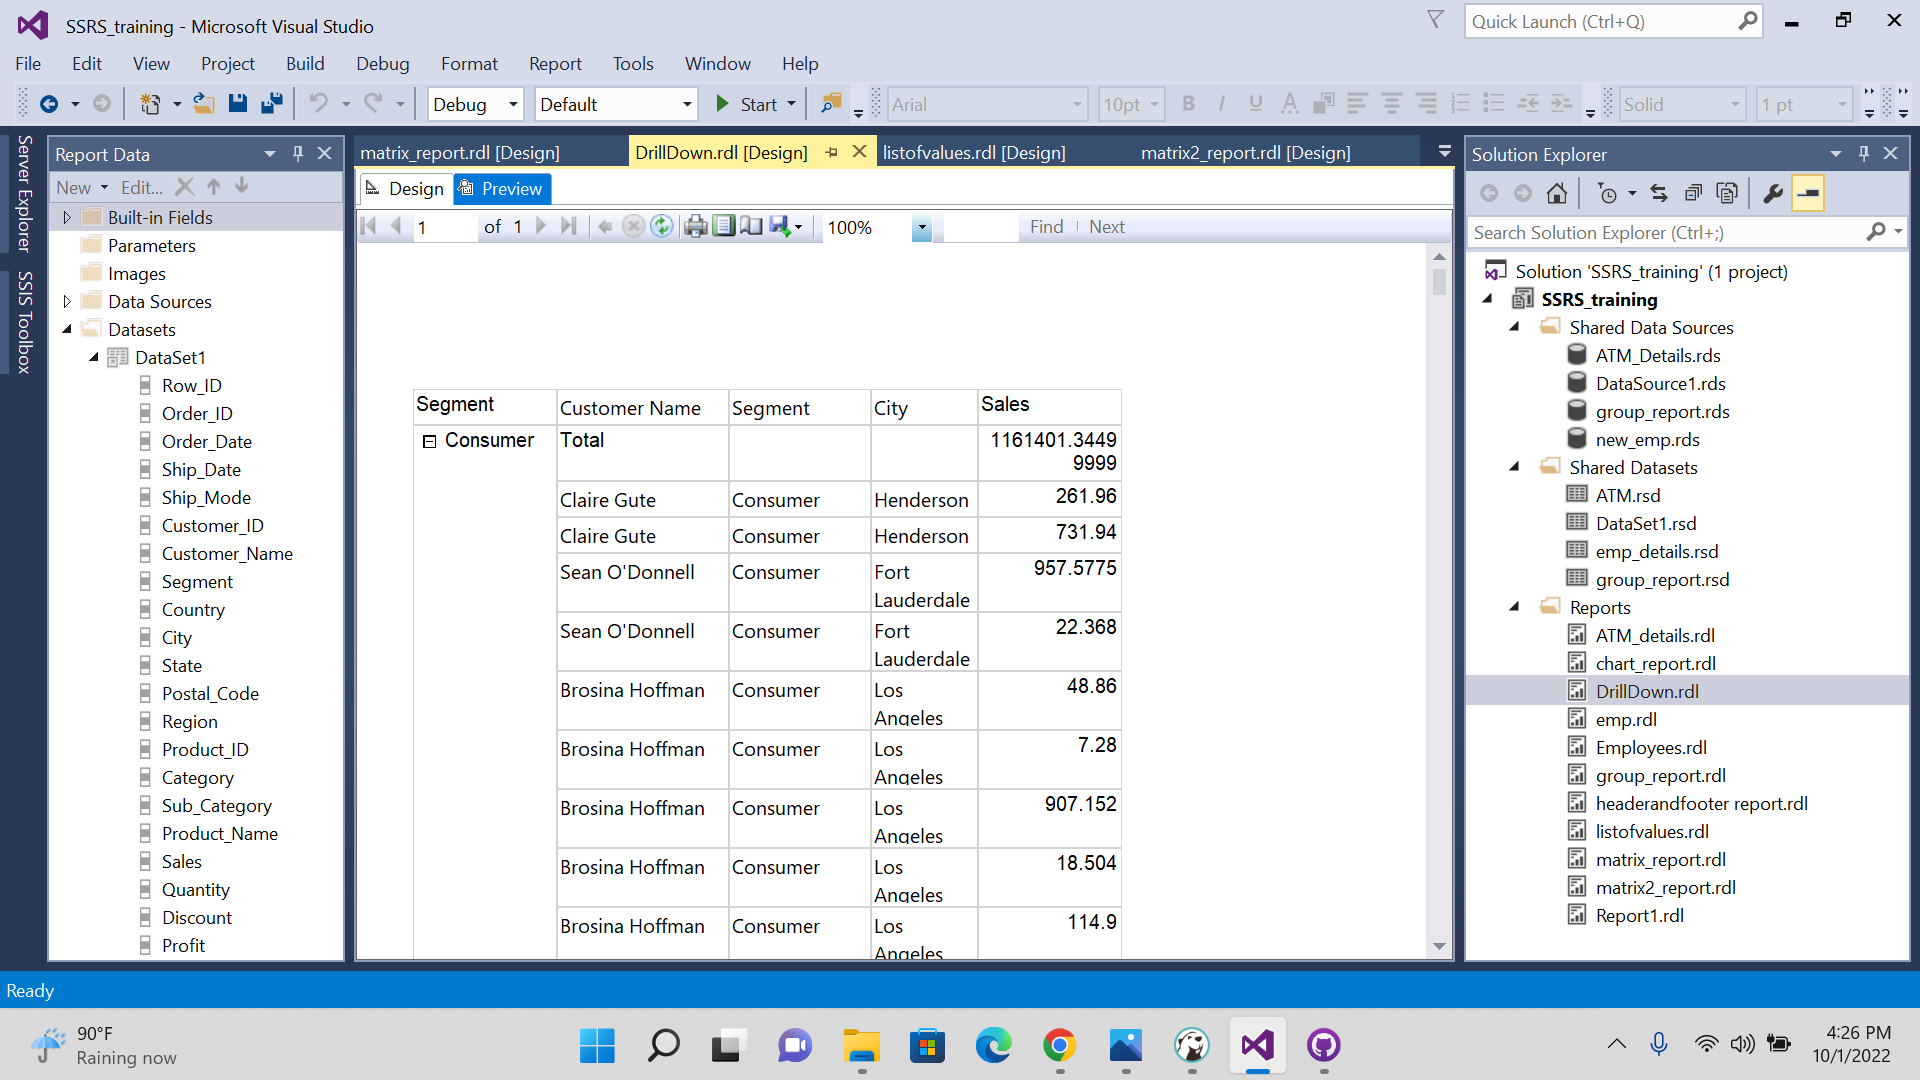 SSRS_training - Microsoft Visual Studio
Quick Launch (Ctrl+Q)
File Edit View Project Build Debug Format Report Tools Window Help
Debug Default Start Arial 10pt B I U A Solid 1 pt
Server Explorer
SSIS Toolbox
Report Data
New Edit...
Built-in Fields
Parameters
Images
Data Sources
Datasets
DataSet1
Row_ID
Order_ID
Order_Date
Ship_Date
Ship_Mode
Customer_ID
Customer_Name
Segment
Country
City
State
Postal_Code
Region
Product_ID
Category
Sub_Category
Product_Name
Sales
Quantity
Discount
Profit
matrix_report.rdl [Design] DrillDown.rdl [Design] listofvalues.rdl [Design] matrix2_report.rdl [Design]
Design Preview
1 of 1 100% Find Next
Segment Customer Name Segment City Sales
Consumer Total 1161401.3449
9999
Claire Gute Consumer Henderson 261.96
Claire Gute Consumer Henderson 731.94
Sean O'Donnell Consumer Fort 957.5775
Lauderdale
Sean O'Donnell Consumer Fort 22.368
Lauderdale
Brosina Hoffman Consumer Los 48.86
Angeles
Brosina Hoffman Consumer Los 7.28
Angeles
Brosina Hoffman Consumer Los 907.152
Angeles
Brosina Hoffman Consumer Los 18.504
Angeles
Brosina Hoffman Consumer Los 114.9
Angeles
Solution Explorer
Search Solution Explorer (Ctrl+;)
Solution 'SSRS_training' (1 project)
SSRS_training
Shared Data Sources
ATM_Details.rds
DataSource1.rds
group_report.rds
new_emp.rds
Shared Datasets
ATM.rsd
DataSet1.rsd
emp_details.rsd
group_report.rsd
Reports
ATM_details.rdl
chart_report.rdl
DrillDown.rdl
emp.rdl
Employees.rdl
group_report.rdl
headerandfooter report.rdl
listofvalues.rdl
matrix_report.rdl
matrix2_report.rdl
Report1.rdl
Ready
90°F
Raining now
4:26 PM
10/1/2022